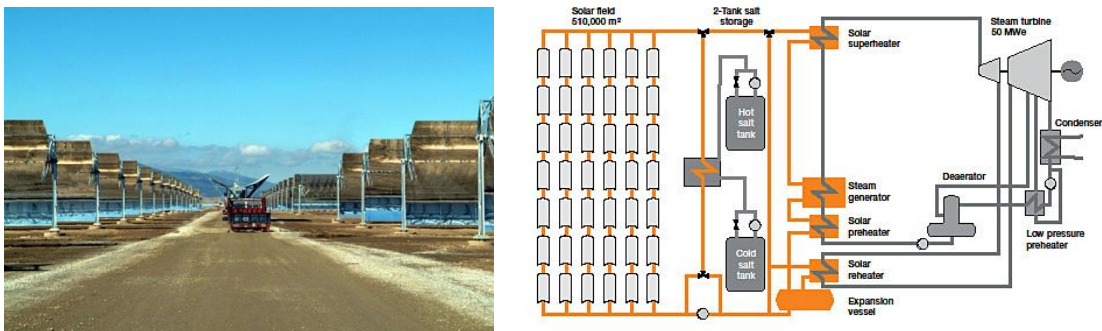 Solar field
510,000 m²
2-Tank salt
storage
Solar
superheater
Steam turbine
50 MWe
Hot
salt
tank
Condenser
Steam
generator
Deaerator
Solar
preheater
Low pressure
preheater
Cold
salt
tank
Solar
reheater
Expansion
vessel